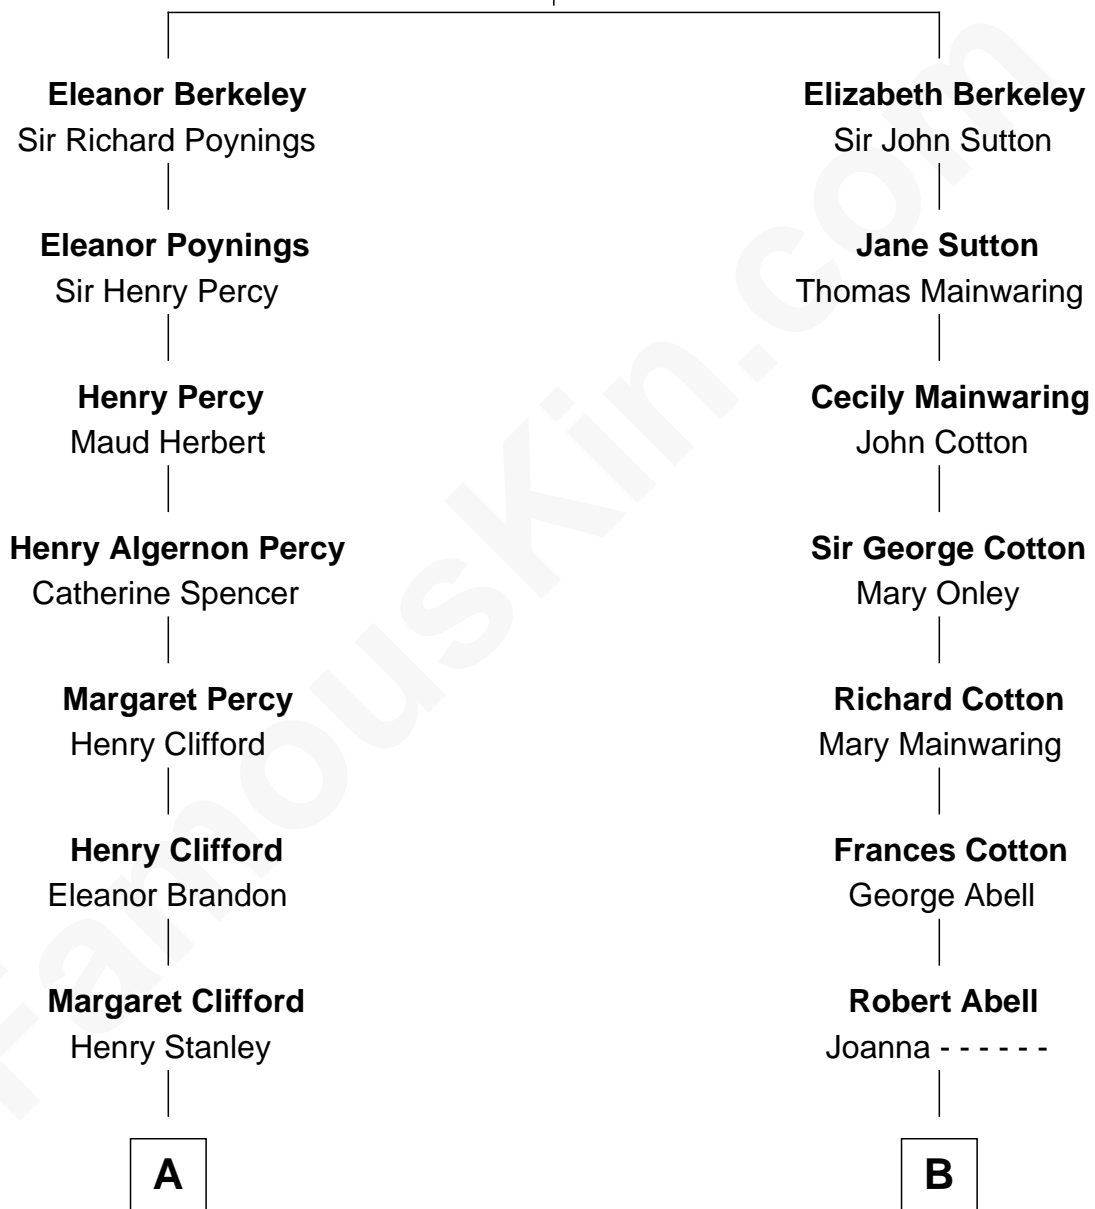 Eleanor Berkeley
Sir Richard Poynings
Eleanor Poynings
Sir Henry Percy
Henry Percy
Maud Herbert
Henry Algernon Percy
Catherine Spencer
Margaret Percy
Henry Clifford
Henry Clifford
Eleanor Brandon
Margaret Clifford
Henry Stanley
A
Elizabeth Berkeley
Sir John Sutton
Jane Sutton
Thomas Mainwaring
Cecily Mainwaring
John Cotton
Sir George Cotton
Mary Onley
Richard Cotton
Mary Mainwaring
Frances Cotton
George Abell
Robert Abell
Joanna - - - - - -
B
FamousKin.com